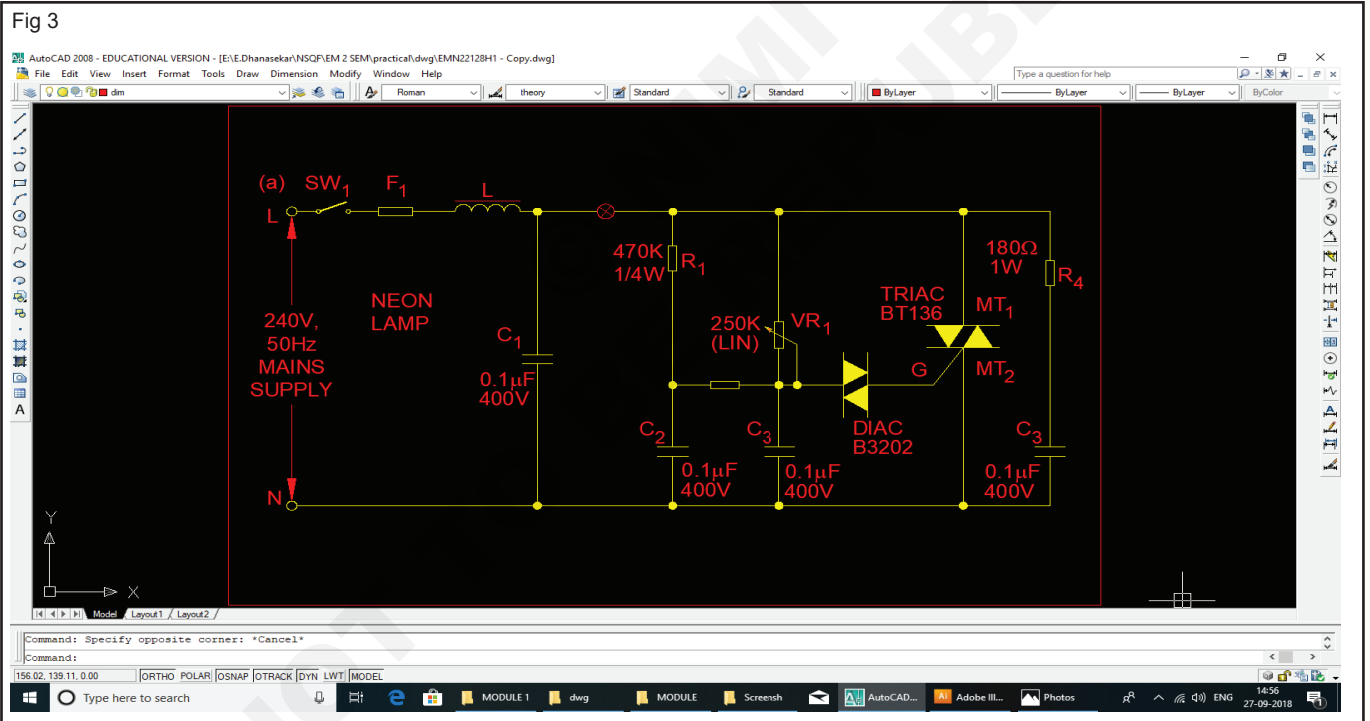 Fig 3
AutoCAD 2008 - EDUCATIONAL VERSION - [E:\E.Dhanasekar\NSQF\EM 2 SEM\practical\dwg\EMN22128H1 - Copy.dwg]
File Edit View Insert Format Tools Draw Dimension Modify Window Help
Type a question for help
dim Roman theory Standard Standard ByLayer ByLayer ByLayer ByColor
(a) SW1 F1 L
L
470K
1/4W
R1
180Ω
1W
R4
NEON
LAMP
240V,
50Hz
MAINS
SUPPLY
C1
0.1µF
400V
250K
(LIN)
VR1
TRIAC
BT136
MT1
G MT2
C2
0.1µF
400V
C3
0.1µF
400V
DIAC
B3202
C3
0.1µF
400V
N
Y
X
Model Layout1 Layout2
Command: Specify opposite corner: *Cancel*
Command:
156.02, 139.11, 0.00 ORTHO POLAR OSNAP OTRACK DYN LWT MODEL
Type here to search MODULE 1 dwg MODULE Screensh AutoCAD... Adobe Ill... Photos ENG 14:56
27-09-2018